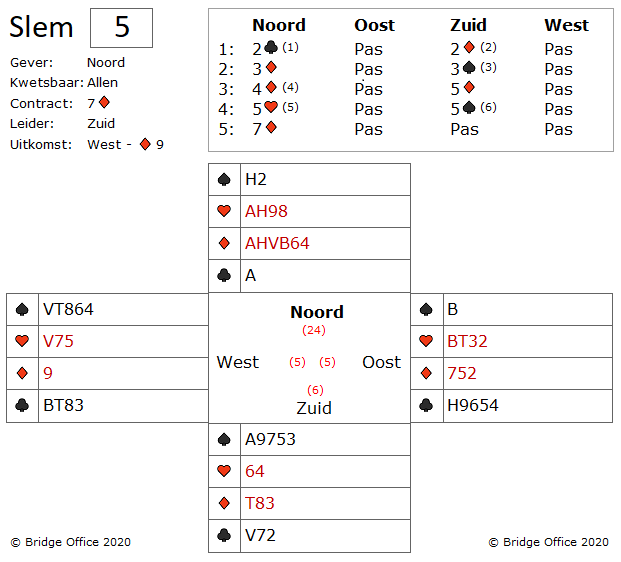 Slem 5
Gever: Noord
Kwetsbaar: Allen
Contract: 7♦
Leider: Zuid
Uitkomst: West - ♦ 9
Noord Oost Zuid West
1: 2♣ (1) Pas 2♦ (2) Pas
2: 3♦ Pas 3♠ (3) Pas
3: 4♦ (4) Pas 5♦ Pas
4: 5♥ (5) Pas 5♠ (6) Pas
5: 7♦ Pas Pas Pas
♠ H2
♥ AH98
♦ AHVB64
♣ A
♠ VT864
♥ V75
♦ 9
♣ BT83
Noord
(24)
West (5) (5) Oost
(6)
Zuid
♠ B
♥ BT32
♦ 752
♣ H9654
♠ A9753
♥ 64
♦ T83
♣ V72
© Bridge Office 2020 © Bridge Office 2020